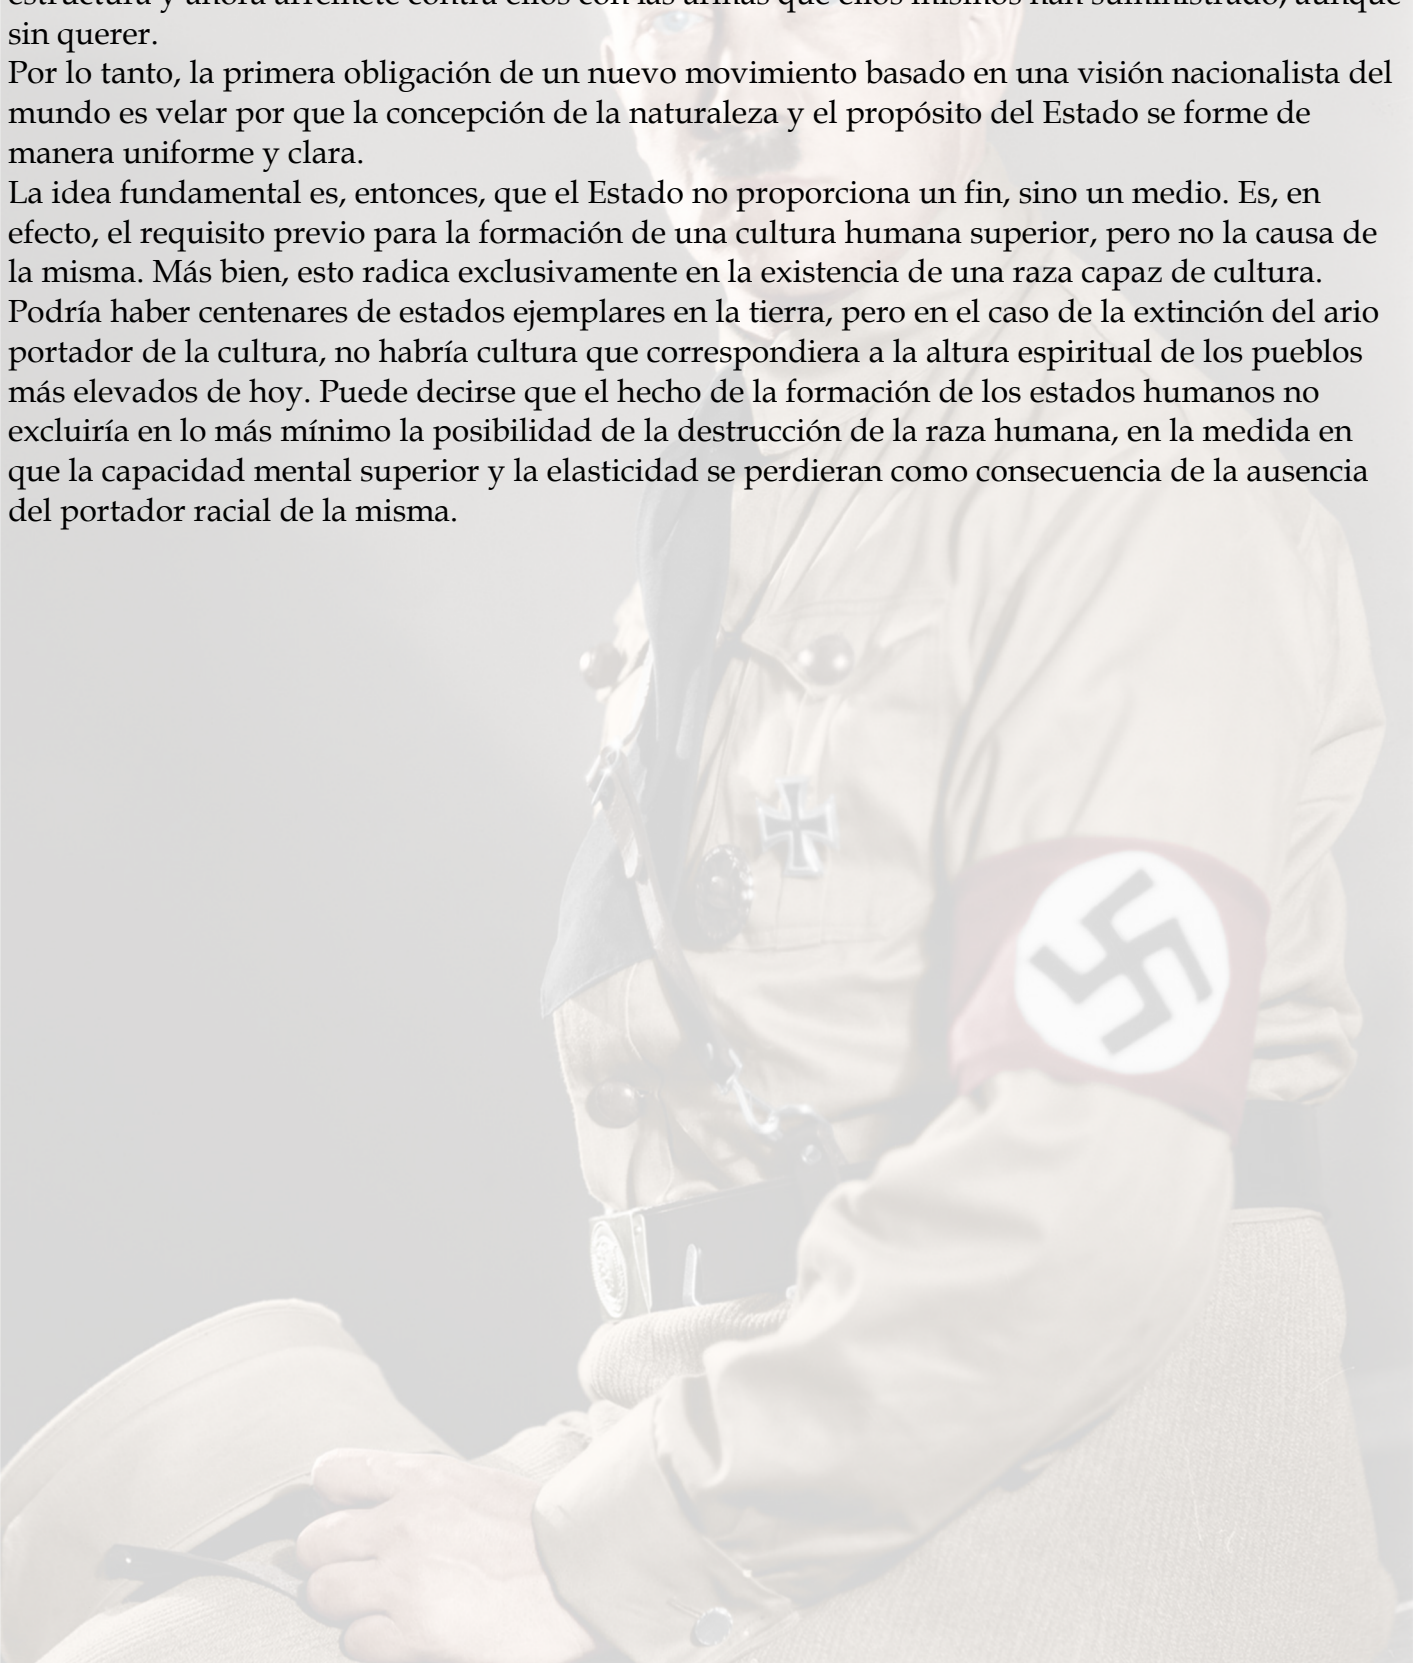 estructura y ahora arremete contra ellos con las armas que ellos mismos han suministrado, aunque
sin querer.
Por lo tanto, la primera obligación de un nuevo movimiento basado en una visión nacionalista del
mundo es velar por que la concepción de la naturaleza y el propósito del Estado se forme de
manera uniforme y clara.
La idea fundamental es, entonces, que el Estado no proporciona un fin, sino un medio. Es, en
efecto, el requisito previo para la formación de una cultura humana superior, pero no la causa de
la misma. Más bien, esto radica exclusivamente en la existencia de una raza capaz de cultura.
Podría haber centenares de estados ejemplares en la tierra, pero en el caso de la extinción del ario
portador de la cultura, no habría cultura que correspondiera a la altura espiritual de los pueblos
más elevados de hoy. Puede decirse que el hecho de la formación de los estados humanos no
excluiría en lo más mínimo la posibilidad de la destrucción de la raza humana, en la medida en
que la capacidad mental superior y la elasticidad se perdieran como consecuencia de la ausencia
del portador racial de la misma.